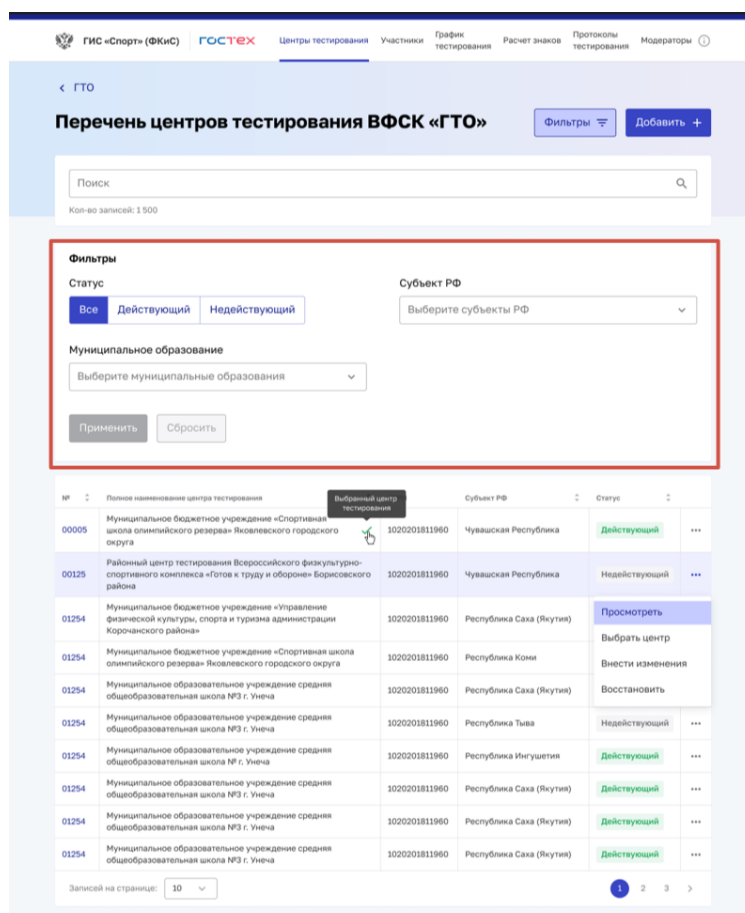 ГИС «Спорт» (ФКиС)
ГОСТЕХ
Центры тестирования
Участники
График
тестирования
Расчет знаков
Протоколы
тестирования
Модераторы
ГТО
Перечень центров тестирования ВФСК «ГТО»
Фильтры
Добавить +
Поиск
Кол-во записей: 1 500
Фильтры
Статус
Субъект РФ
Все
Действующий
Недействующий
Выберите субъекты РФ
Муниципальное образование
Выберите муниципальные образования
Применить
Сбросить
№
Полное наименование центра тестирования
Выбранный центр
тестирования
Субъект РФ
Статус
00005
Муниципальное бюджетное учреждение «Спортивная
школа олимпийского резерва» Яковлевского городского
округа
1020201811960
Чувашская Республика
Действующий
...
00125
Районный центр тестирования Всероссийского физкультурно-
спортивного комплекса «Готов к труду и обороне» Борисовского
района
1020201811960
Чувашская Республика
Недействующий
...
01254
Муниципальное бюджетное учреждение «Управление
физической культуры, спорта и туризма администрации
Корочанского района»
1020201811960
Республика Саха (Якутия)
Просмотреть
Выбрать центр
Внести изменения
Восстановить
01254
Муниципальное бюджетное учреждение «Спортивная школа
олимпийского резерва» Яковлевского городского округа
1020201811960
Республика Коми
01254
Муниципальное образовательное учреждение средняя
общеобразовательная школа №3 г. Унеча
1020201811960
Республика Саха (Якутия)
01254
Муниципальное образовательное учреждение средняя
общеобразовательная школа №3 г. Унеча
1020201811960
Республика Тыва
Недействующий
...
01254
Муниципальное образовательное учреждение средняя
общеобразовательная школа № г. Унеча
1020201811960
Республика Ингушетия
Действующий
...
01254
Муниципальное образовательное учреждение средняя
общеобразовательная школа №3 г. Унеча
1020201811960
Республика Саха (Якутия)
Действующий
...
01254
Муниципальное образовательное учреждение средняя
общеобразовательная школа №3 г. Унеча
1020201811960
Республика Саха (Якутия)
Действующий
...
01254
Муниципальное образовательное учреждение средняя
общеобразовательная школа №3 г. Унеча
1020201811960
Республика Саха (Якутия)
Действующий
...
Записей на странице:
10
1 2 3